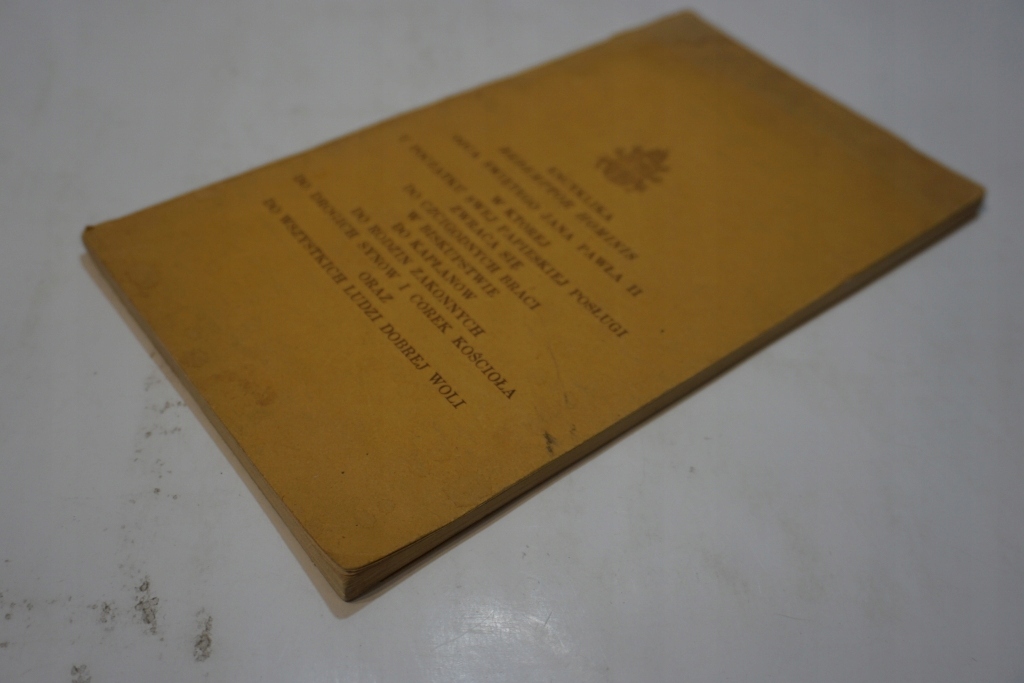 ENCYKLIKA
REDEMPTOR HOMINIS
OJCA ŚWIĘTEGO JANA PAWŁA II
W KTÓREJ
U POCZĄTKU SWEJ PAPIESKIEJ POSŁUGI
ZWRACA SIĘ
DO CZCIGODNYCH BRACI
W BISKUPSTWIE
DO KAPŁANÓW
DO RODZIN ZAKONNYCH
DO DROGICH SYNÓW I CÓREK KOŚCIOŁA
ORAZ
DO WSZYSTKICH LUDZI DOBREJ WOLI